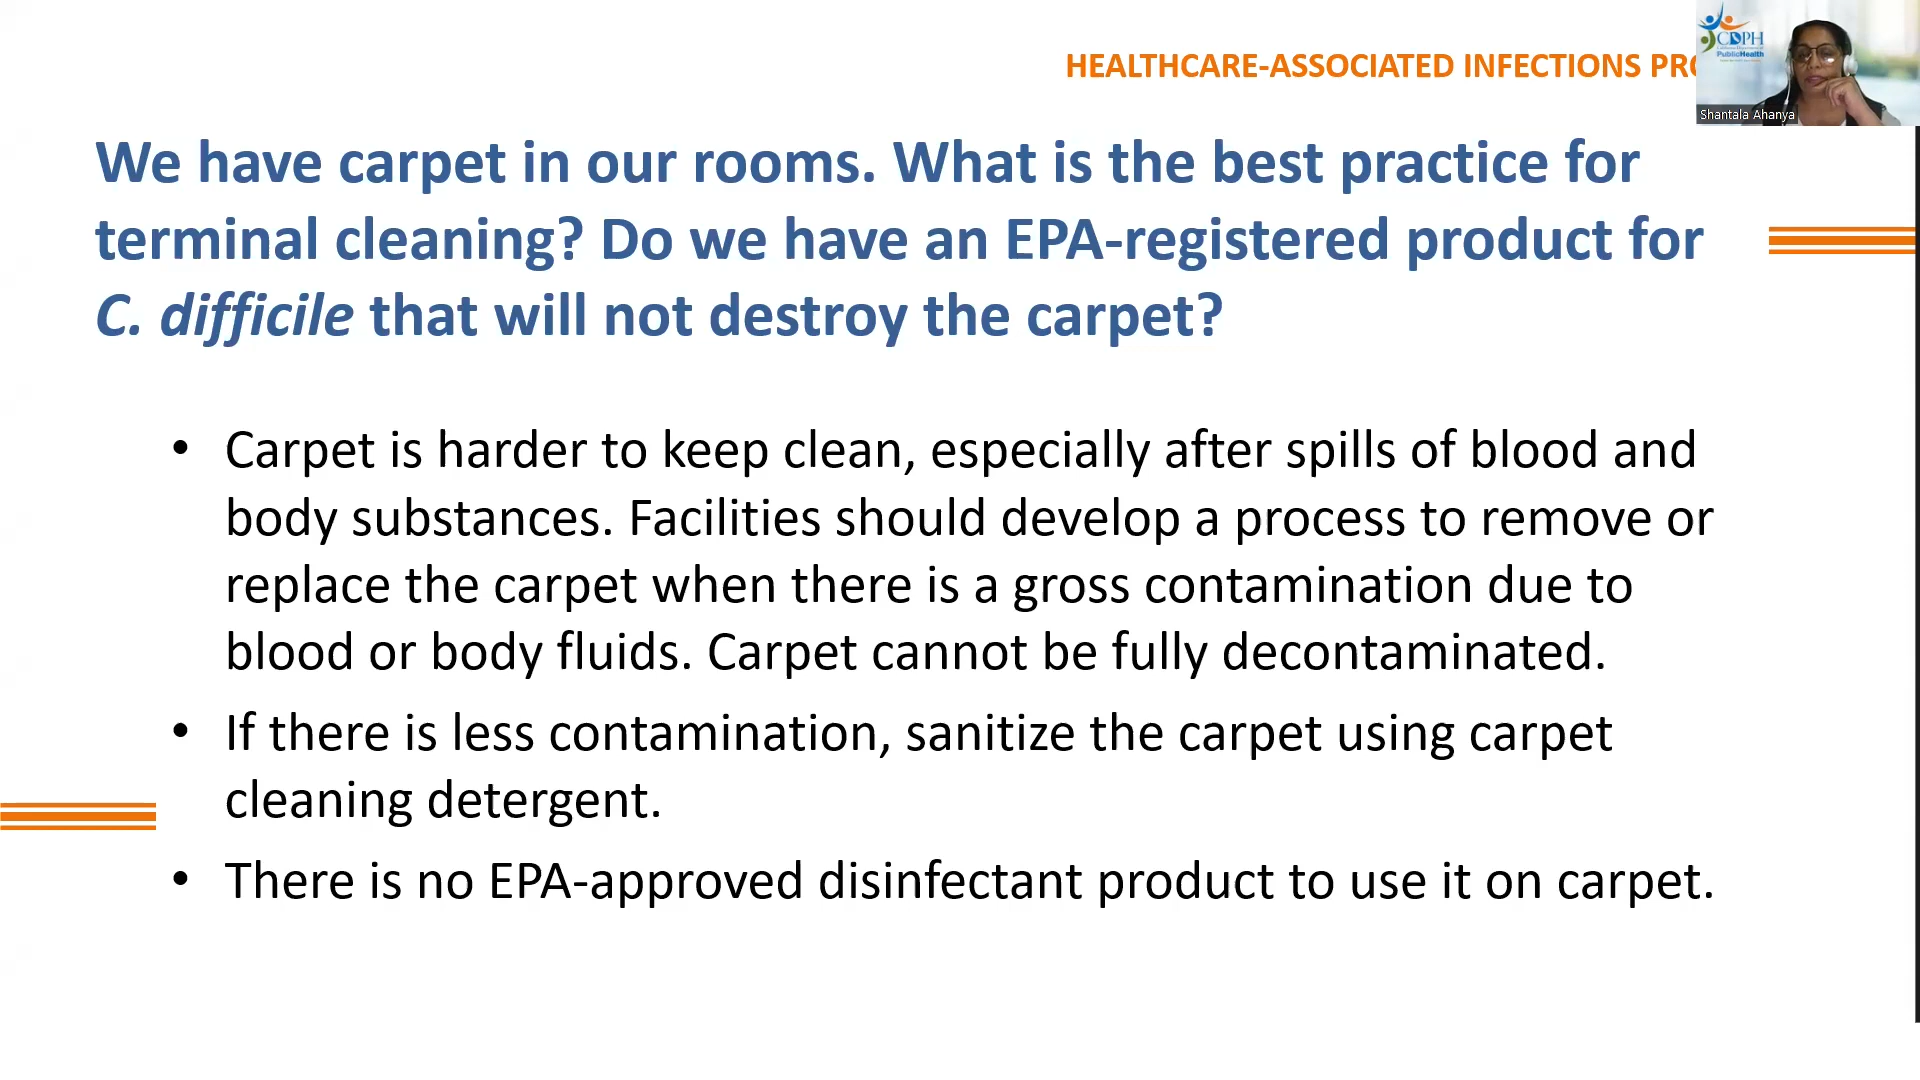 HEALTHCARE-ASSOCIATED INFECTIONS
CDPH
PublicHealth
Shantala Ahanya
We have carpet in our rooms. What is the best practice for
terminal cleaning? Do we have an EPA-registered product for
C. difficile that will not destroy the carpet?
• Carpet is harder to keep clean, especially after spills of blood and
body substances. Facilities should develop a process to remove or
replace the carpet when there is a gross contamination due to
blood or body fluids. Carpet cannot be fully decontaminated.
• If there is less contamination, sanitize the carpet using carpet
cleaning detergent.
• There is no EPA-approved disinfectant product to use it on carpet.